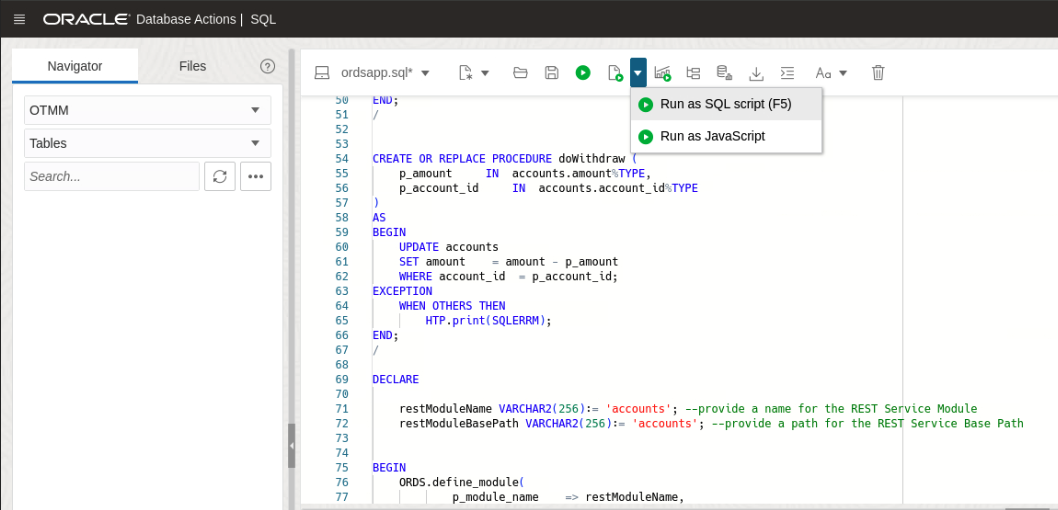 ORACLE Database Actions | SQL
Navigator
Files
?
OTMM
Tables
Search...
ordsapp.sql*
Aa
Run as SQL script (F5)
Run as JavaScript
50 END;
51 /
52
53
54 CREATE OR REPLACE PROCEDURE doWithdraw (
55     p_amount     IN  accounts.amount%TYPE,
56     p_account_id     IN  accounts.account_id%TYPE
57 )
58 AS
59 BEGIN
60     UPDATE accounts
61     SET amount    = amount - p_amount
62     WHERE account_id  = p_account_id;
63 EXCEPTION
64     WHEN OTHERS THEN
65         HTP.print(SQLERRM);
66 END;
67 /
68
69 DECLARE
70
71     restModuleName VARCHAR2(256):= 'accounts'; --provide a name for the REST Service Module
72     restModuleBasePath VARCHAR2(256):= 'accounts'; --provide a path for the REST Service Base Path
73
74
75 BEGIN
76     ORDS.define_module(
77             p_module_name    => restModuleName,